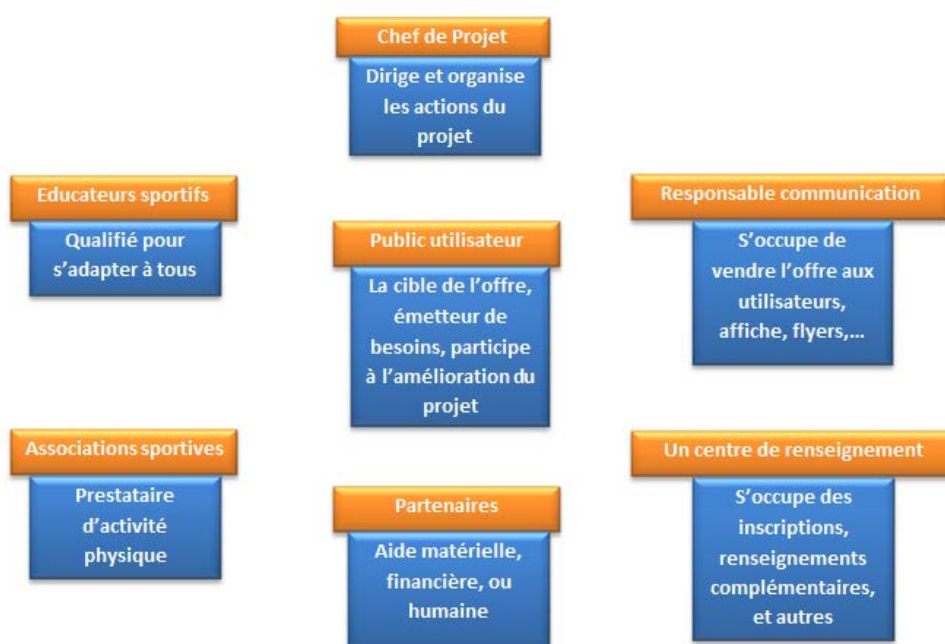 Chef de Projet
Dirige et organise
les actions du
projet
Educateurs sportifs
Qualifié pour
s'adapter à tous
Public utilisateur
La cible de l'offre,
émetteur de
besoins, participe
à l'amélioration du
projet
Responsable communication
S'occupe de
vendre l'offre aux
utilisateurs,
affiche, flyers,...
Associations sportives
Prestataire
d'activité
physique
Partenaires
Aide matérielle,
financière, ou
humaine
Un centre de renseignement
S'occupe des
inscriptions,
renseignements
complémentaires,
et autres